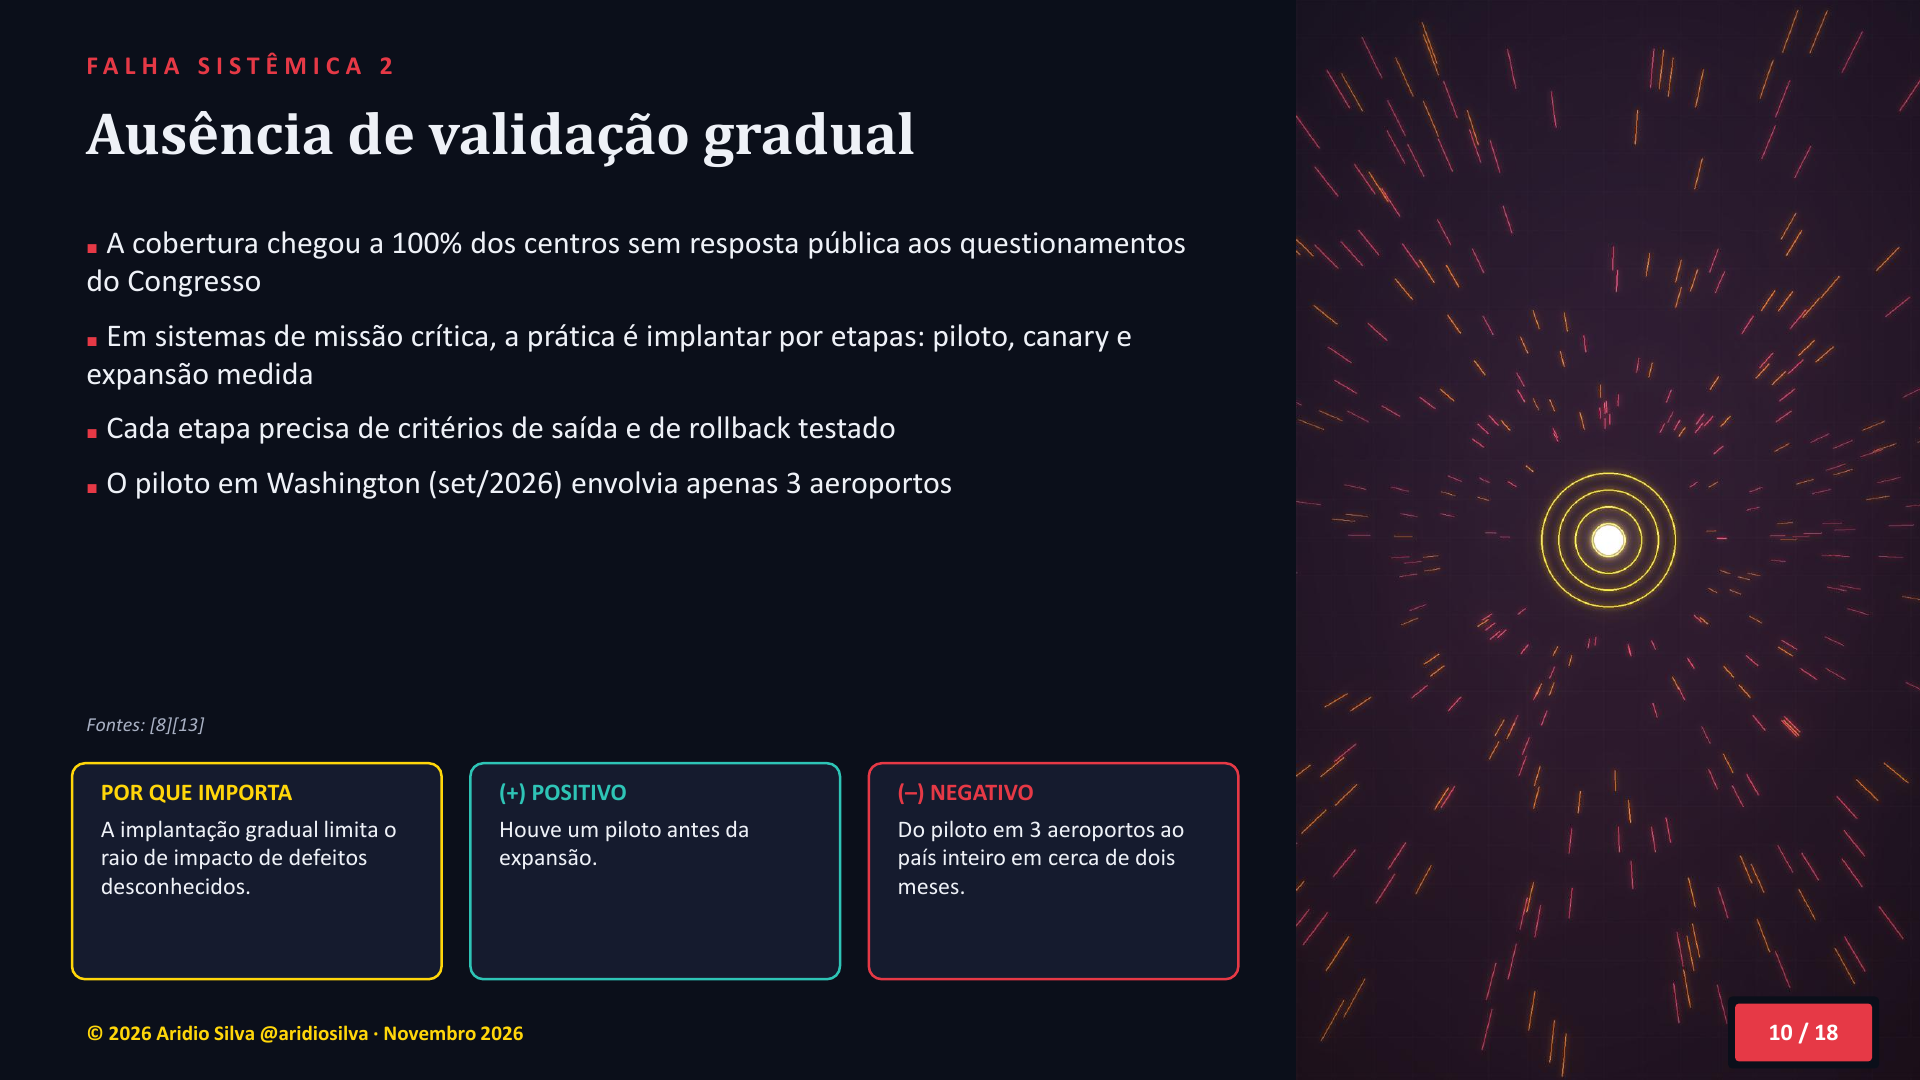 FALHA SISTÊMICA 2
Ausência de validação gradual
▪ A cobertura chegou a 100% dos centros sem resposta pública aos questionamentos
do Congresso
▪ Em sistemas de missão crítica, a prática é implantar por etapas: piloto, canary e
expansão medida
▪ Cada etapa precisa de critérios de saída e de rollback testado
▪ O piloto em Washington (set/2026) envolvia apenas 3 aeroportos
Fontes: [8][13]
POR QUE IMPORTA
A implantação gradual limita o
raio de impacto de defeitos
desconhecidos.
(+) POSITIVO
Houve um piloto antes da
expansão.
(–) NEGATIVO
Do piloto em 3 aeroportos ao
país inteiro em cerca de dois
meses.
© 2026 Aridio Silva @aridiosilva · Novembro 2026
10 / 18